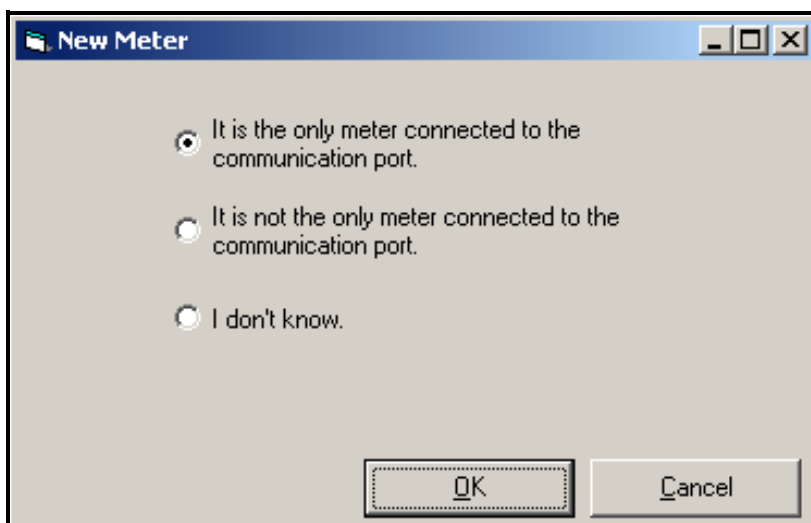 New Meter
It is the only meter connected to the
communication port.
It is not the only meter connected to the
communication port.
I don't know.
OK
Cancel